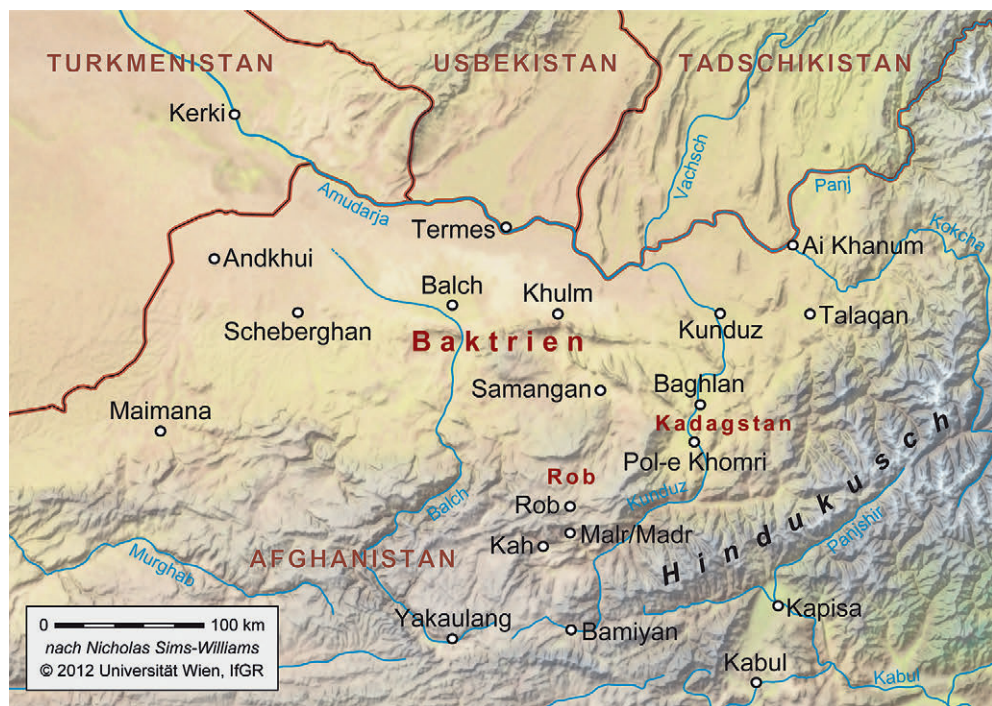 TURKMENISTAN
USBEKISTAN
TADSCHIKISTAN
Kerki
Vachsch
Panj
Amudarja
Termes
Ai Khanum
Kokcha
Andkhui
Balch
Khulm
Scheberghan
Kunduz
Talaqan
Baktrien
Samangan
Baghlan
Maimana
Kadagstan
Pol-e Khomri
Hindukusch
Rob
Kunduz
Balch
Rob
Malr/Madr
Panjshir
Kah
AFGHANISTAN
Murghab
Yakaulang
Bamiyan
Kapisa
0 100 km
nach Nicholas Sims-Williams
© 2012 Universität Wien, IfGR
Kabul
Kabul